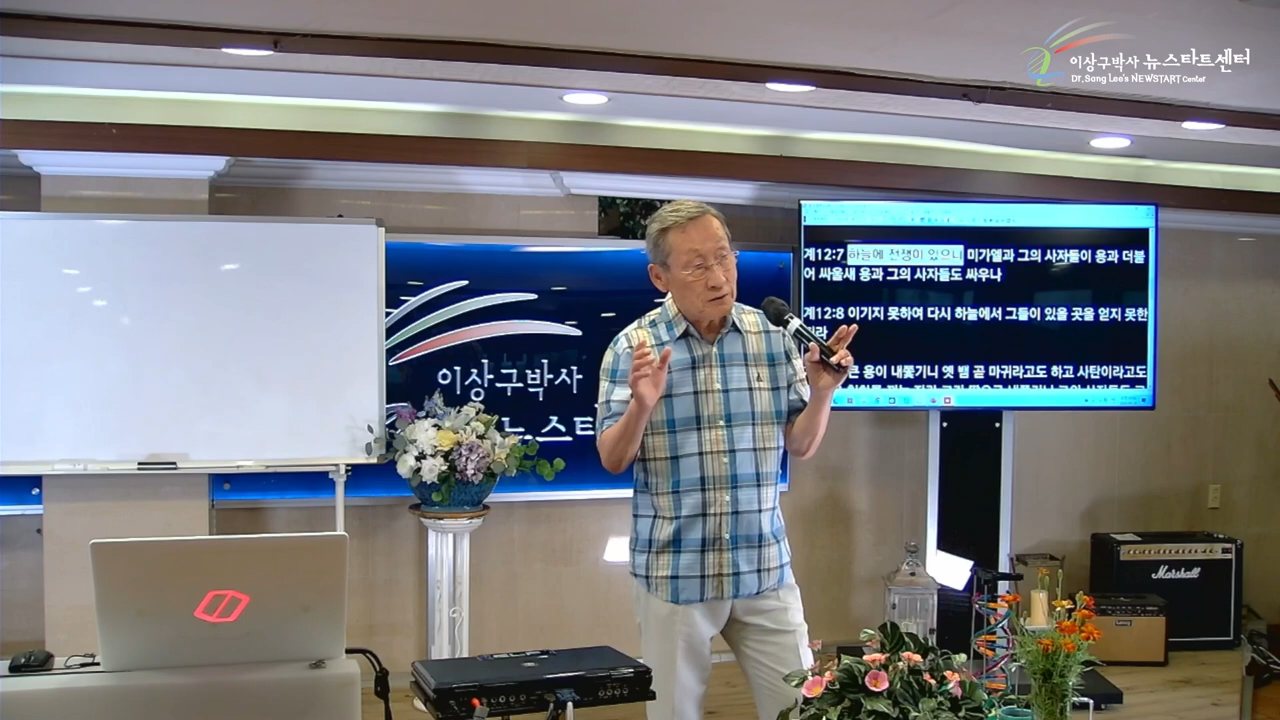 이상구박사 뉴스타트센터
Dr. Sang Lee's NEWSTART Center
계12:7 하늘에 전쟁이 있으니 미가엘과 그의 사자들이 용과 더불
어 싸울새 용과 그의 사자들도 싸우나
계12:8 이기지 못하여 다시 하늘에서 그들이 있을 곳을 얻지 못한
지라
큰 용이 내쫓기니 옛 뱀 곧 마귀라고도 하고 사탄이라고도
이상구박사
뉴스타
Marshall